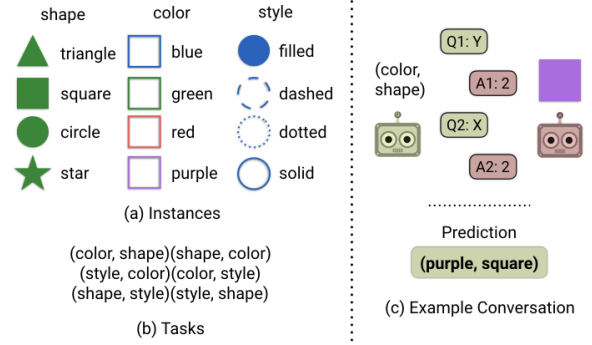 shape color style
triangle blue filled
square green dashed
circle red dotted
star purple solid
(a) Instances
(color, shape)(shape, color)
(style, color)(color, style)
(shape, style)(style, shape)
(b) Tasks
Q1: Y
(color,
shape)
A1: 2
Q2: X
A2: 2
Prediction
(purple, square)
(c) Example Conversation